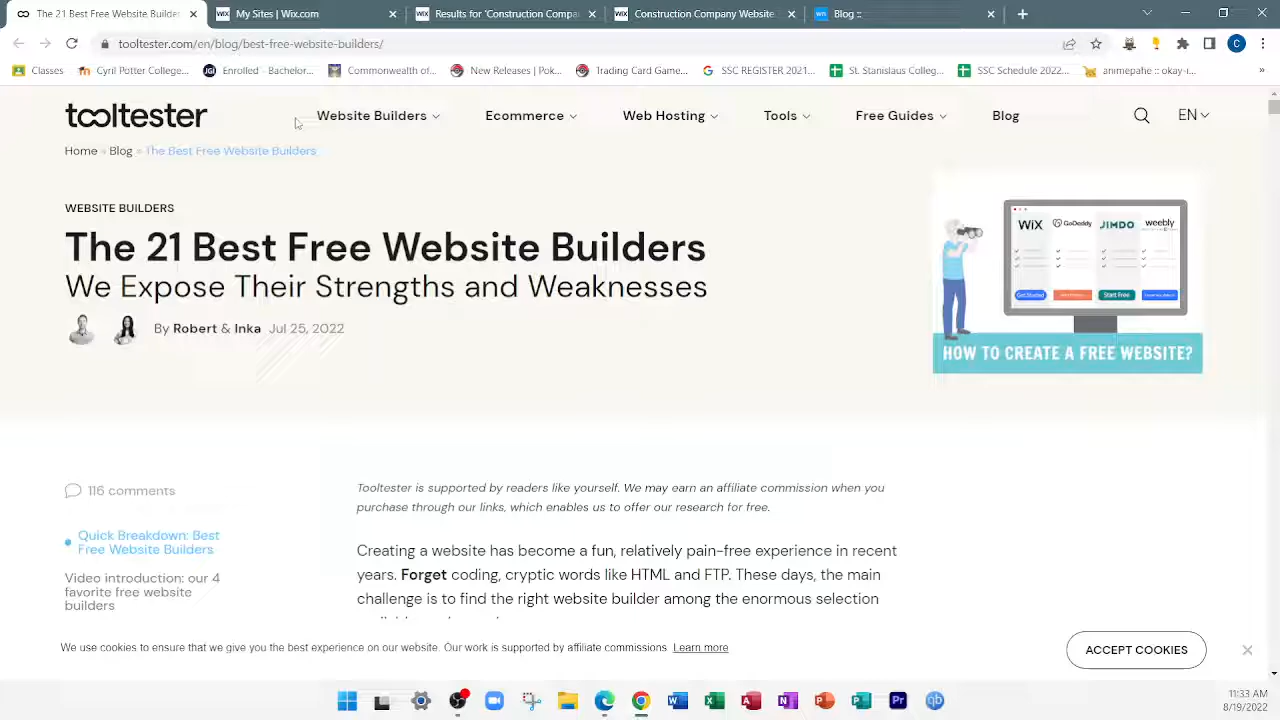 The 21 Best Free Website Builders
My Sites | Wix.com
Results for "Construction Compa
Construction Company Website
Blog ::
tooltester.com/en/blog/best-free-website-builders/
C
Classes
Cyril Potter College...
Enrolled - Bachelor...
Commonwealth of...
New Releases | Pok...
Trading Card Game...
SSC REGISTER 2021...
St. Stanislaus Colleg...
SSC Schedule 2022...
animepahe :: okay-i...
tooltester
Website Builders
Ecommerce
Web Hosting
Tools
Free Guides
Blog
EN
Home
Blog
The Best Free Website Builders
WEBSITE BUILDERS
The 21 Best Free Website Builders
We Expose Their Strengths and Weaknesses
By Robert & Inka Jul 25, 2022
WiX
GoDaddy
JIMDO
weebly
Get Started
Start Free
HOW TO CREATE A FREE WEBSITE?
116 comments
Quick Breakdown: Best
Free Website Builders
Video introduction: our 4
favorite free website
builders
Tooltester is supported by readers like yourself. We may earn an affiliate commission when you
purchase through our links, which enables us to offer our research for free.
Creating a website has become a fun, relatively pain-free experience in recent
years. Forget coding, cryptic words like HTML and FTP. These days, the main
challenge is to find the right website builder among the enormous selection
We use cookies to ensure that we give you the best experience on our website. Our work is supported by affiliate commissions. Learn more
ACCEPT COOKIES
11:33 AM
8/19/2022